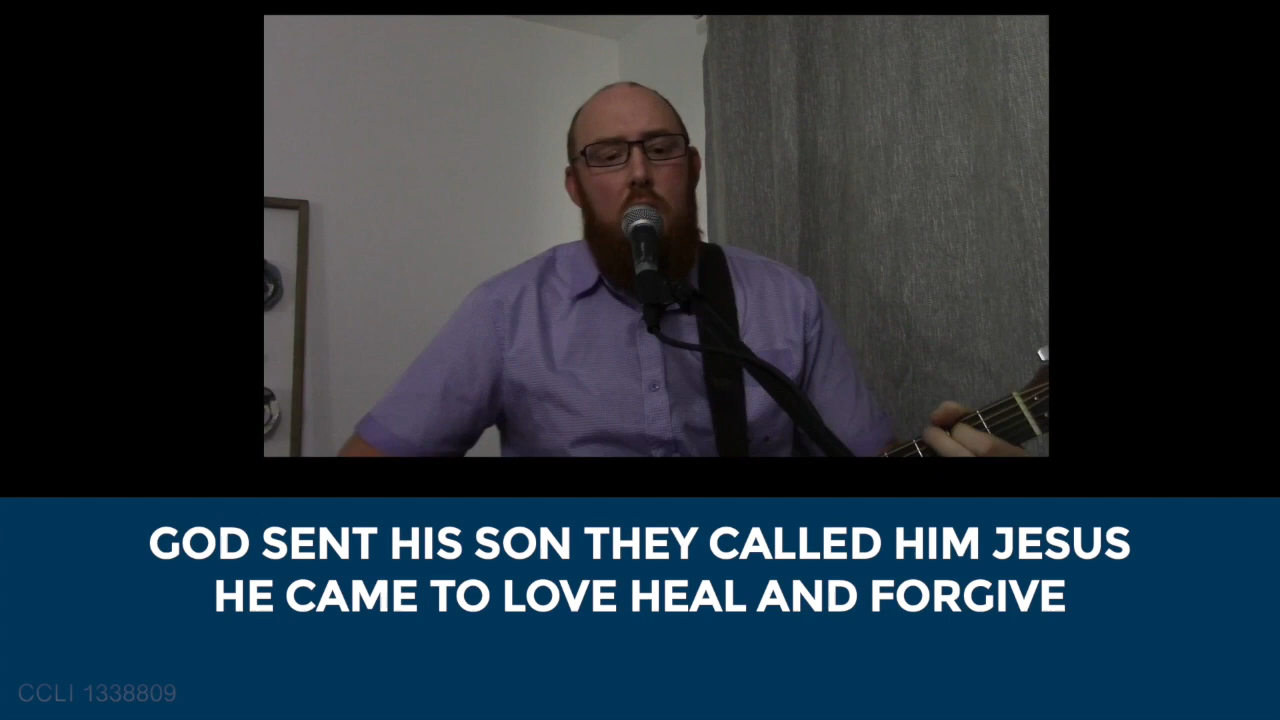 GOD SENT HIS SON THEY CALLED HIM JESUS
HE CAME TO LOVE HEAL AND FORGIVE
CCLI 1338809